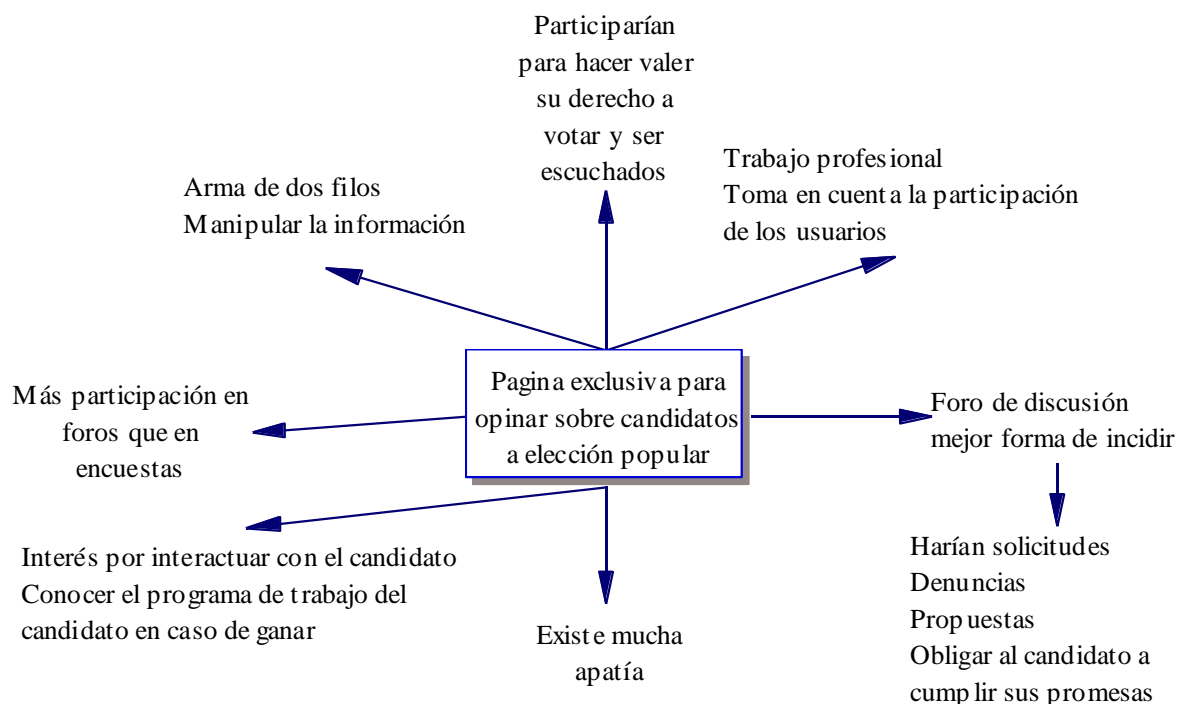 Participarían
para hacer valer
su derecho a
votar y ser
escuchados
Arma de dos filos
Manipular la información
Trabajo profesional
Toma en cuenta la participación
de los usuarios
Pagina exclusiva para
opinar sobre candidatos
a elección popular
Más participación en
foros que en
encuestas
Foro de discusión
mejor forma de incidir
Interés por interactuar con el candidato
Conocer el programa de trabajo del
candidato en caso de ganar
Existe mucha
apatía
Harían solicitudes
Denuncias
Propuestas
Obligar al candidato a
cumplir sus promesas